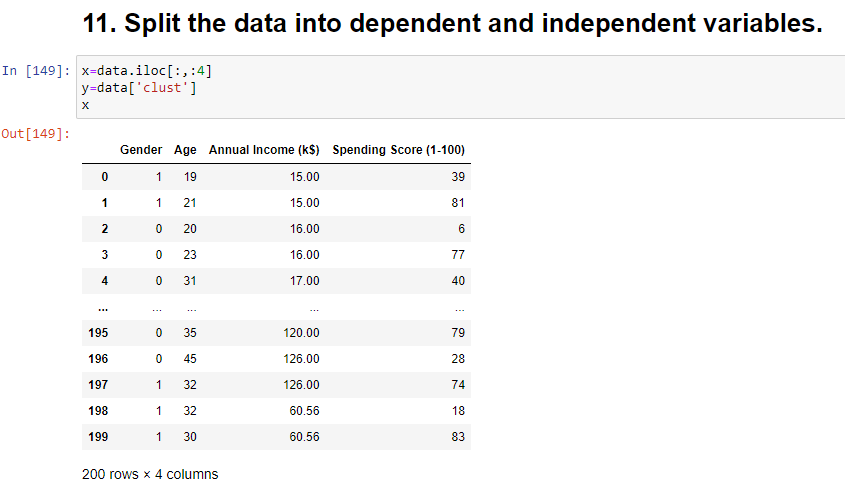 11. Split the data into dependent and independent variables.
In [149]: x=data.iloc[:,:4]
y=data['clust']
x
Out[149]:
Gender Age Annual Income (k$) Spending Score (1-100)
0 1 19 15.00 39
1 1 21 15.00 81
2 0 20 16.00 6
3 0 23 16.00 77
4 0 31 17.00 40
... ... ... ... ...
195 0 35 120.00 79
196 0 45 126.00 28
197 1 32 126.00 74
198 1 32 60.56 18
199 1 30 60.56 83
200 rows × 4 columns